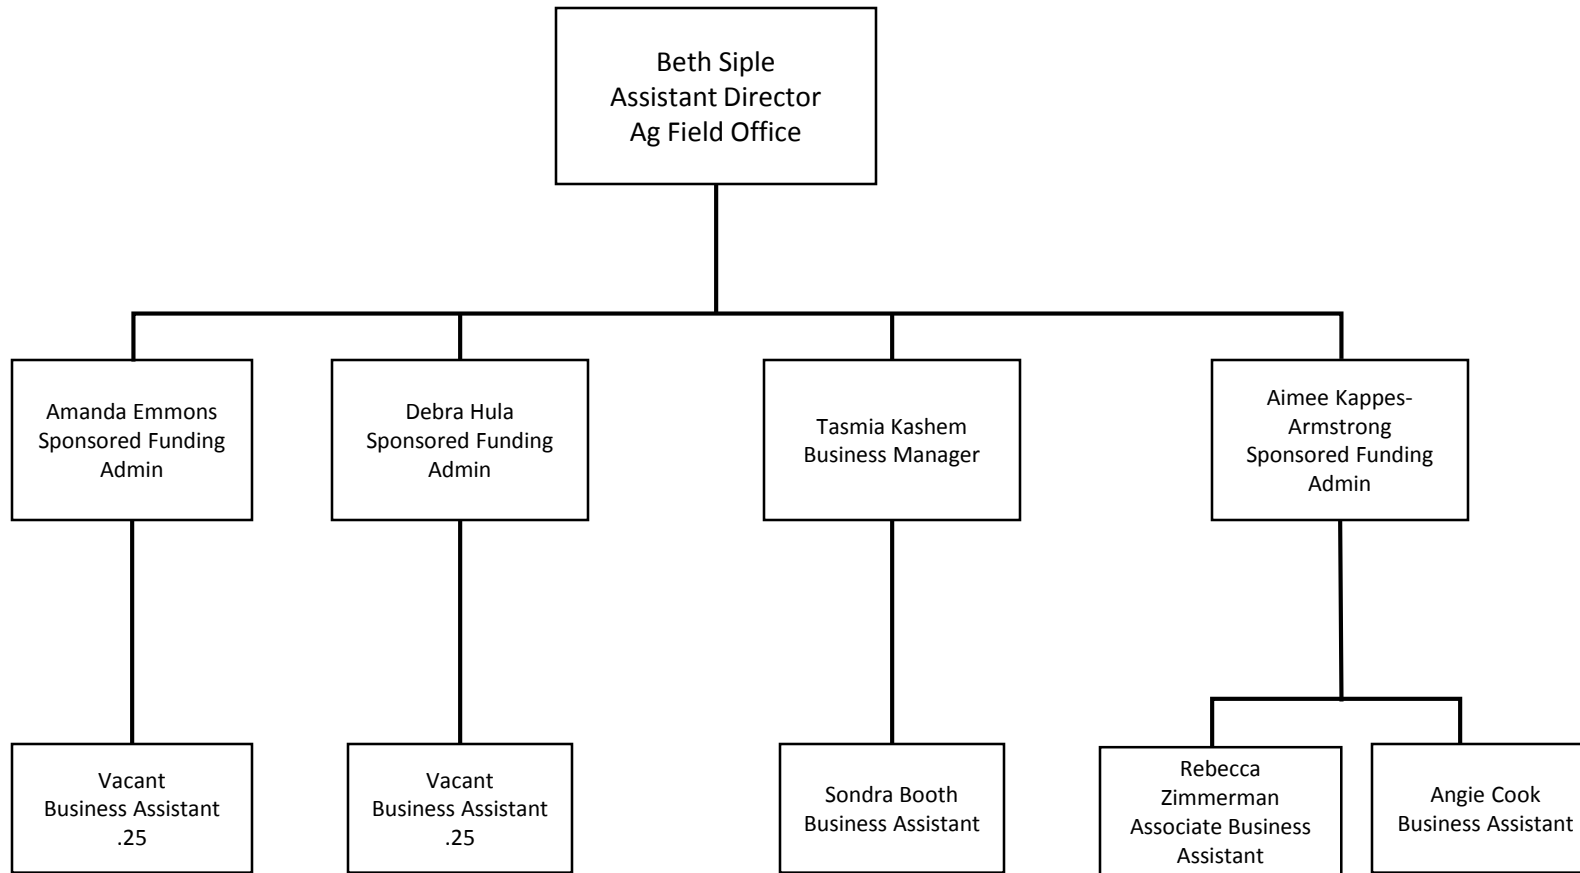 Beth Siple
Assistant Director
Ag Field Office
Amanda Emmons
Sponsored Funding
Admin
Debra Hula
Sponsored Funding
Admin
Tasmia Kashem
Business Manager
Aimee Kappes-
Armstrong
Sponsored Funding
Admin
Vacant
Business Assistant
.25
Vacant
Business Assistant
.25
Sondra Booth
Business Assistant
Rebecca
Zimmerman
Associate Business
Assistant
Angie Cook
Business Assistant